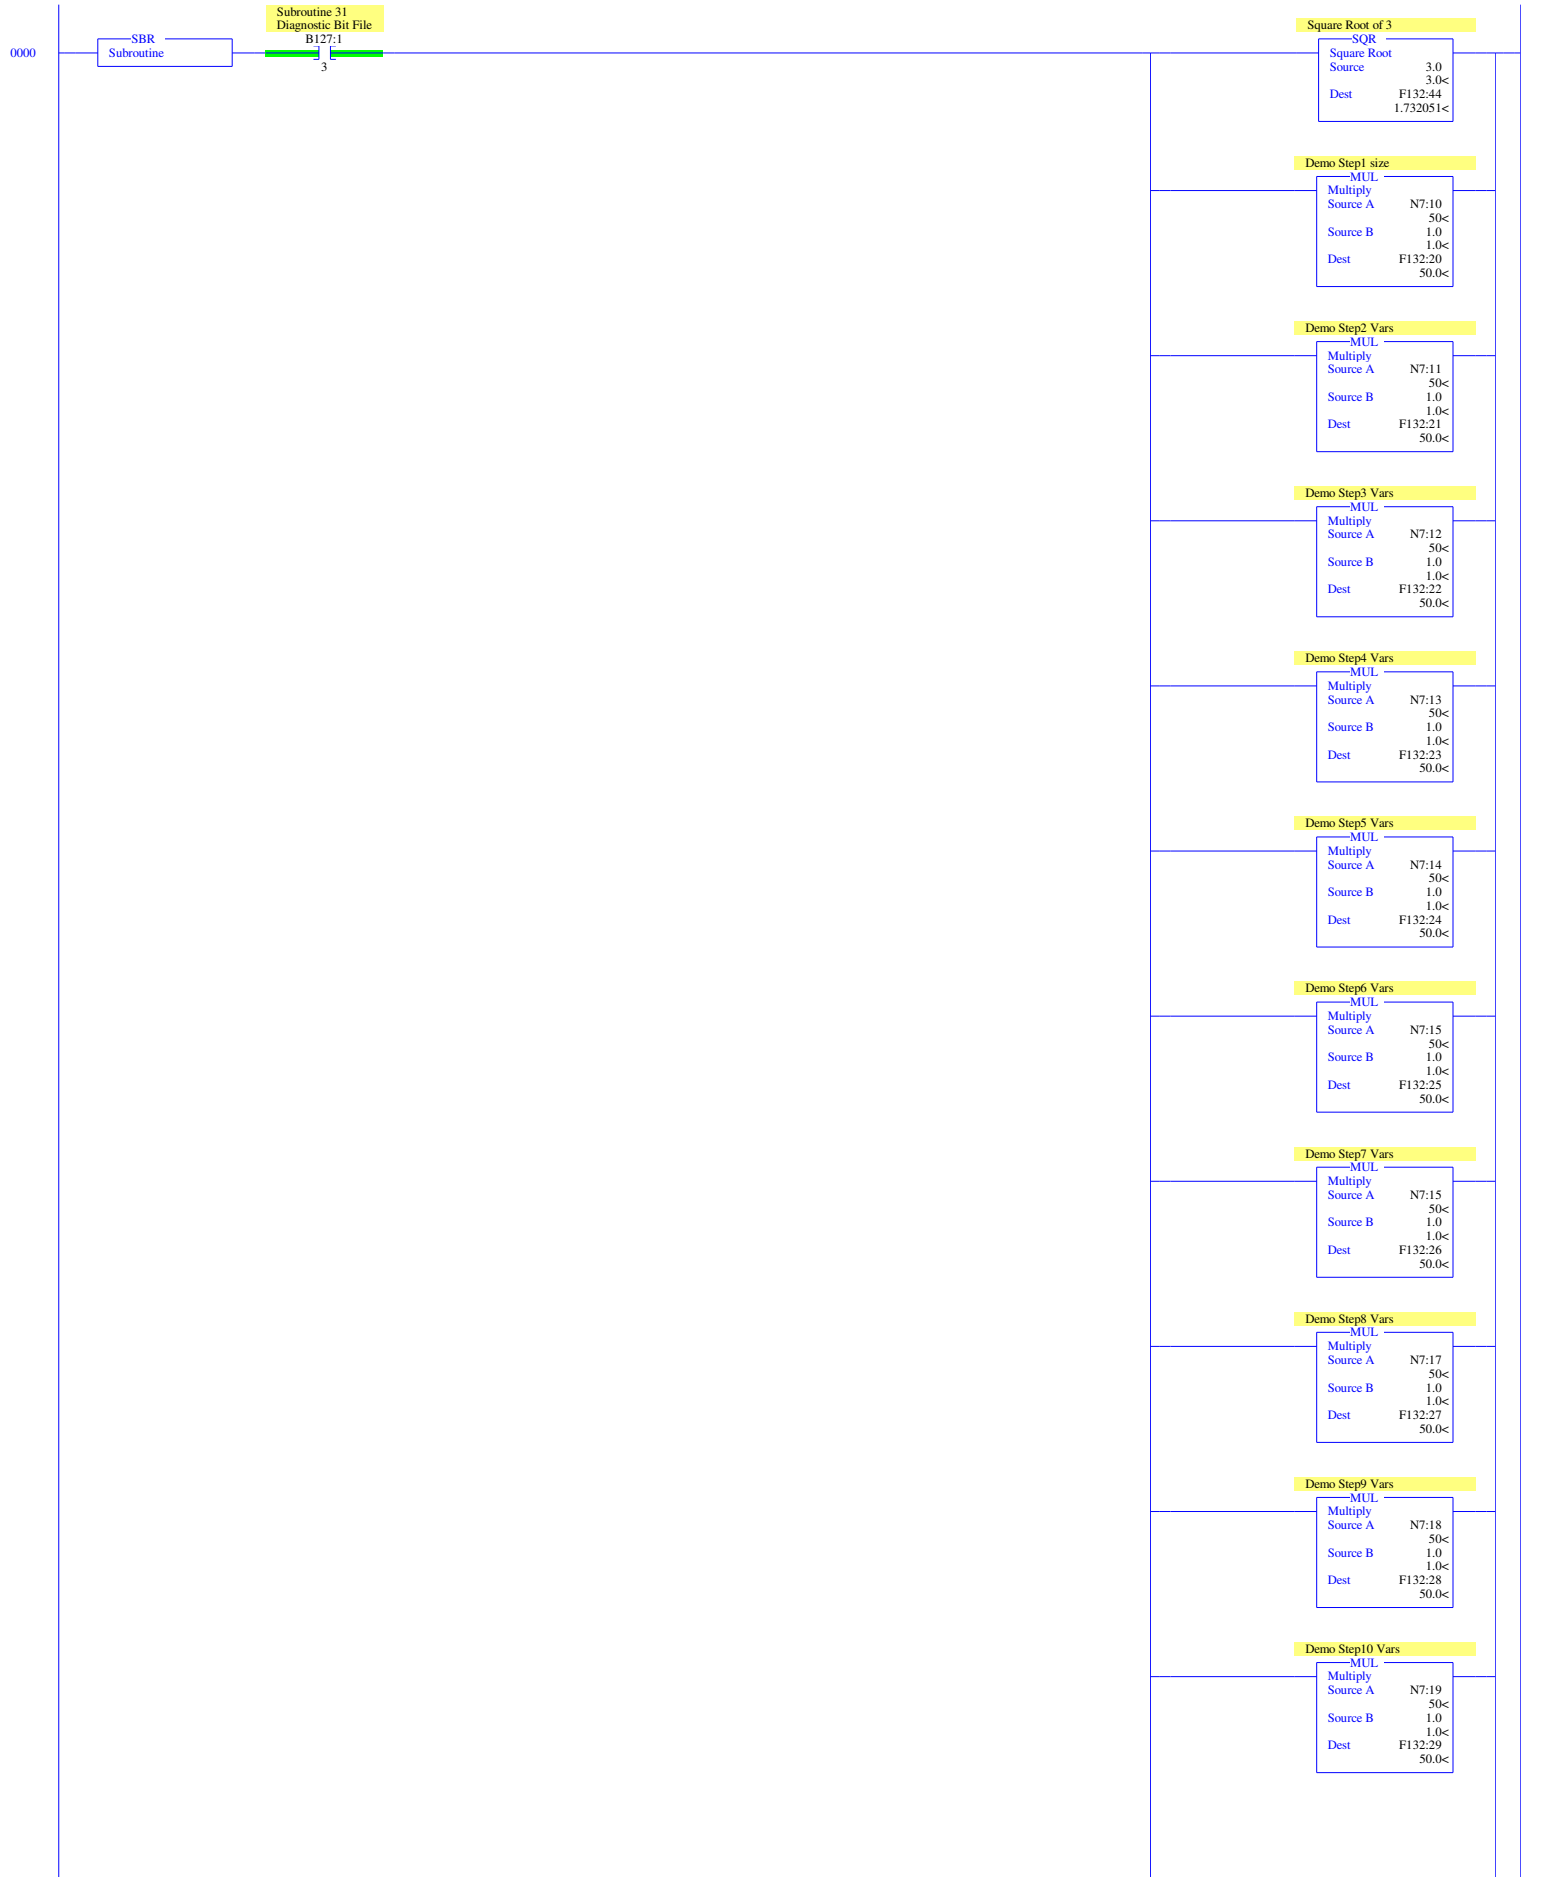 Subroutine 31
Diagnostic Bit File
B127:1
3
0000
SBR
Subroutine
Square Root of 3
SQR
Square Root
Source 3.0
3.0<
Dest F132:44
1.732051<
Demo Step1 size
MUL
Multiply
Source A N7:10
50<
Source B 1.0
1.0<
Dest F132:20
50.0<
Demo Step2 Vars
MUL
Multiply
Source A N7:11
50<
Source B 1.0
1.0<
Dest F132:21
50.0<
Demo Step3 Vars
MUL
Multiply
Source A N7:12
50<
Source B 1.0
1.0<
Dest F132:22
50.0<
Demo Step4 Vars
MUL
Multiply
Source A N7:13
50<
Source B 1.0
1.0<
Dest F132:23
50.0<
Demo Step5 Vars
MUL
Multiply
Source A N7:14
50<
Source B 1.0
1.0<
Dest F132:24
50.0<
Demo Step6 Vars
MUL
Multiply
Source A N7:15
50<
Source B 1.0
1.0<
Dest F132:25
50.0<
Demo Step7 Vars
MUL
Multiply
Source A N7:15
50<
Source B 1.0
1.0<
Dest F132:26
50.0<
Demo Step8 Vars
MUL
Multiply
Source A N7:17
50<
Source B 1.0
1.0<
Dest F132:27
50.0<
Demo Step9 Vars
MUL
Multiply
Source A N7:18
50<
Source B 1.0
1.0<
Dest F132:28
50.0<
Demo Step10 Vars
MUL
Multiply
Source A N7:19
50<
Source B 1.0
1.0<
Dest F132:29
50.0<